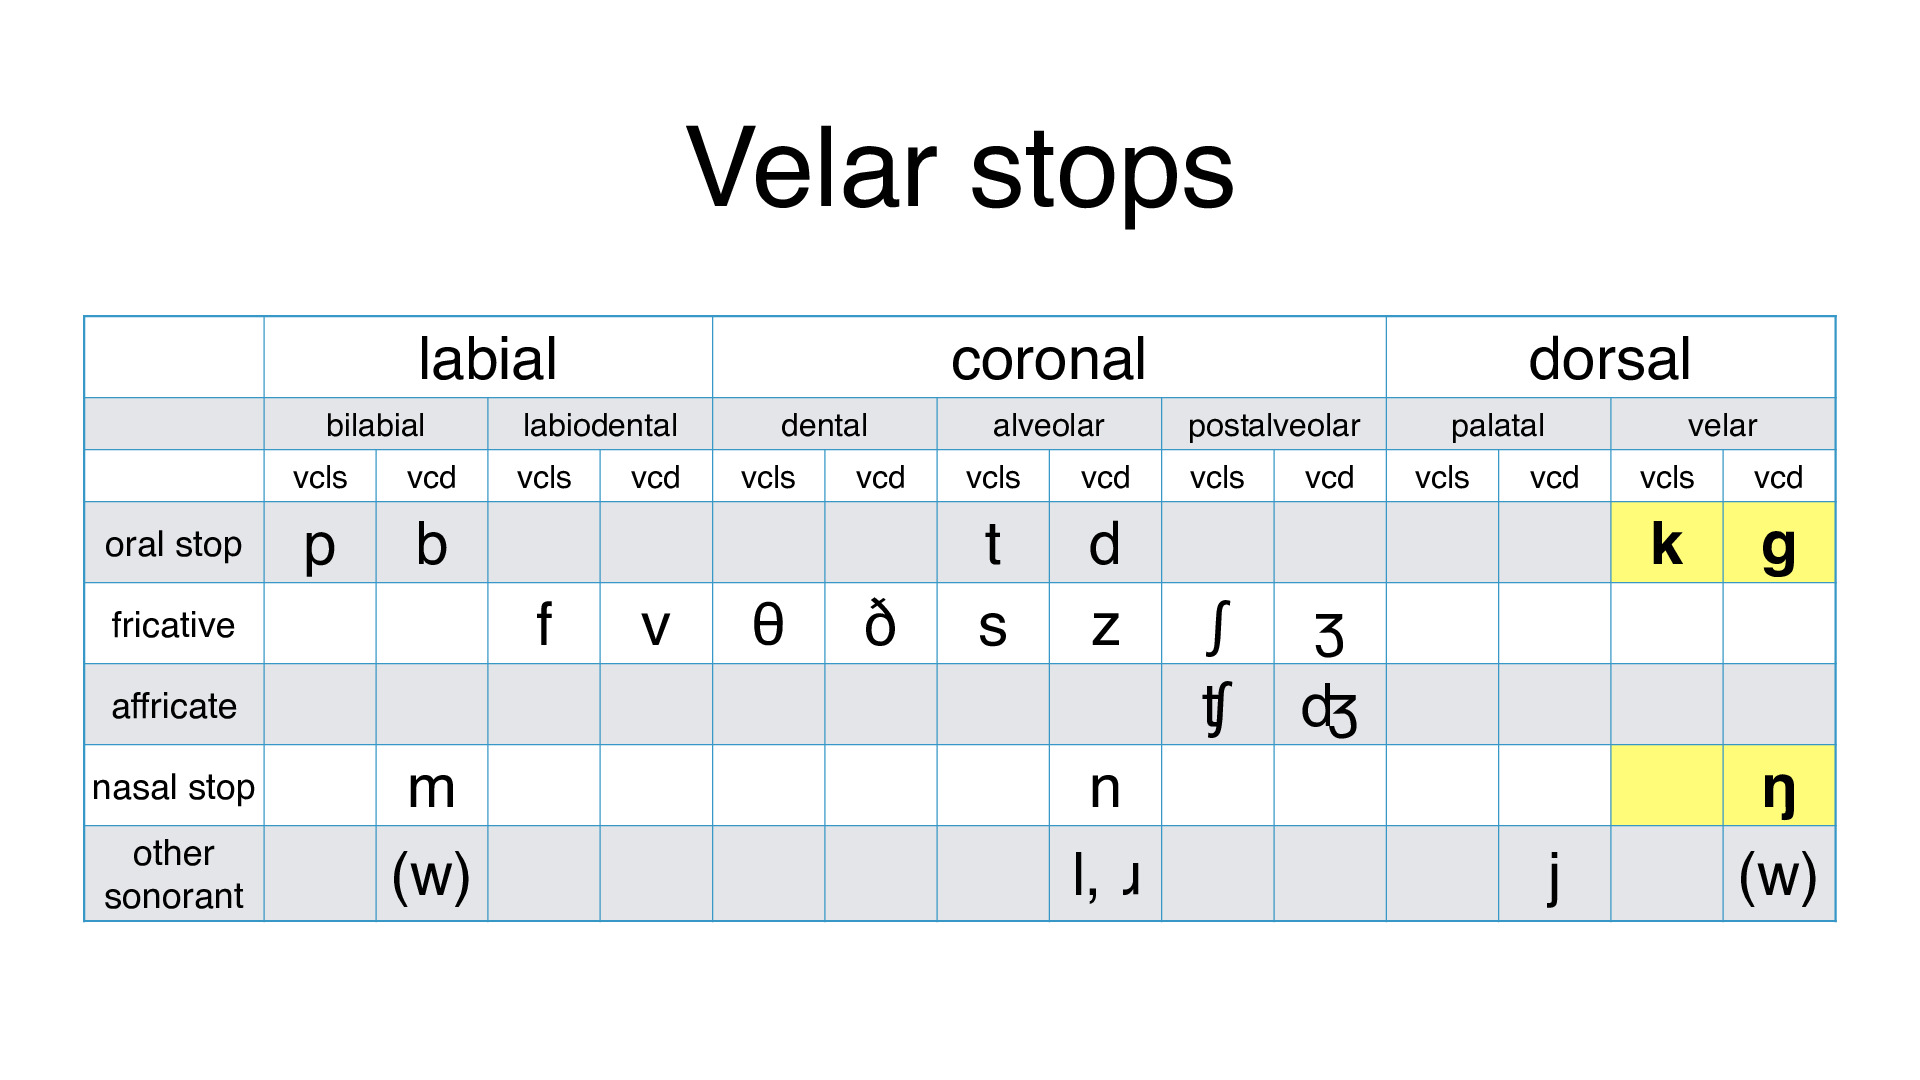 Velar stops
labial coronal dorsal
bilabial labiodental dental alveolar postalveolar palatal velar
vcls vcd vcls vcd vcls vcd vcls vcd vcls vcd vcls vcd vcls vcd
oral stop p b t d k g
fricative f v θ ð s z ʃ ʒ
affricate ʧ ʤ
nasal stop m n ŋ
other
sonorant (w) l, ɹ j (w)